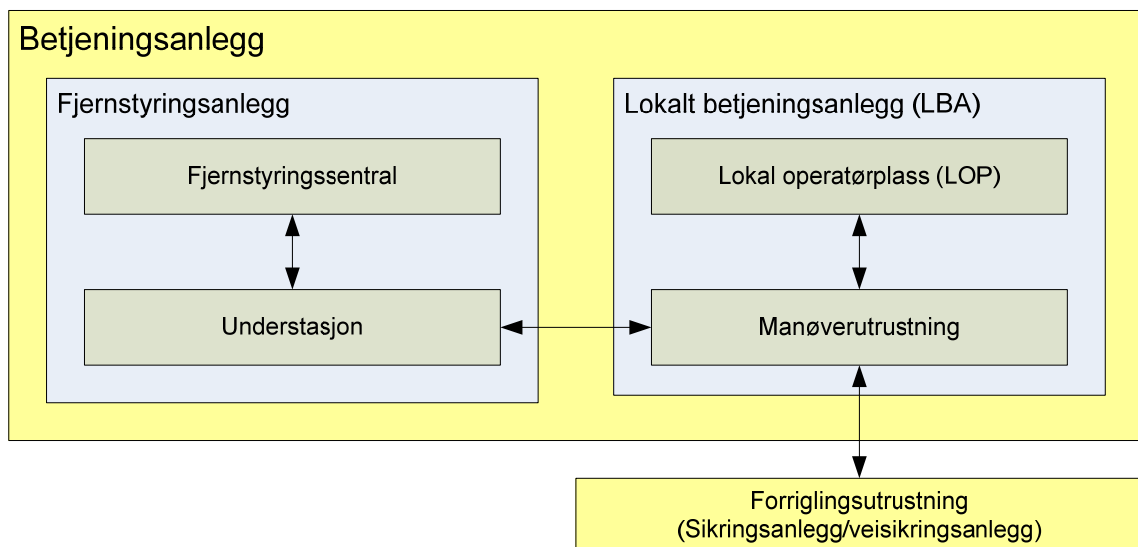 Betjeningsanlegg
Fjernstyringsanlegg
Fjernstyringssentral
Understasjon
Lokalt betjeningsanlegg (LBA)
Lokal operatørplass (LOP)
Manøverutrustning
Forriglingsutrustning
(Sikringsanlegg/veisikringsanlegg)